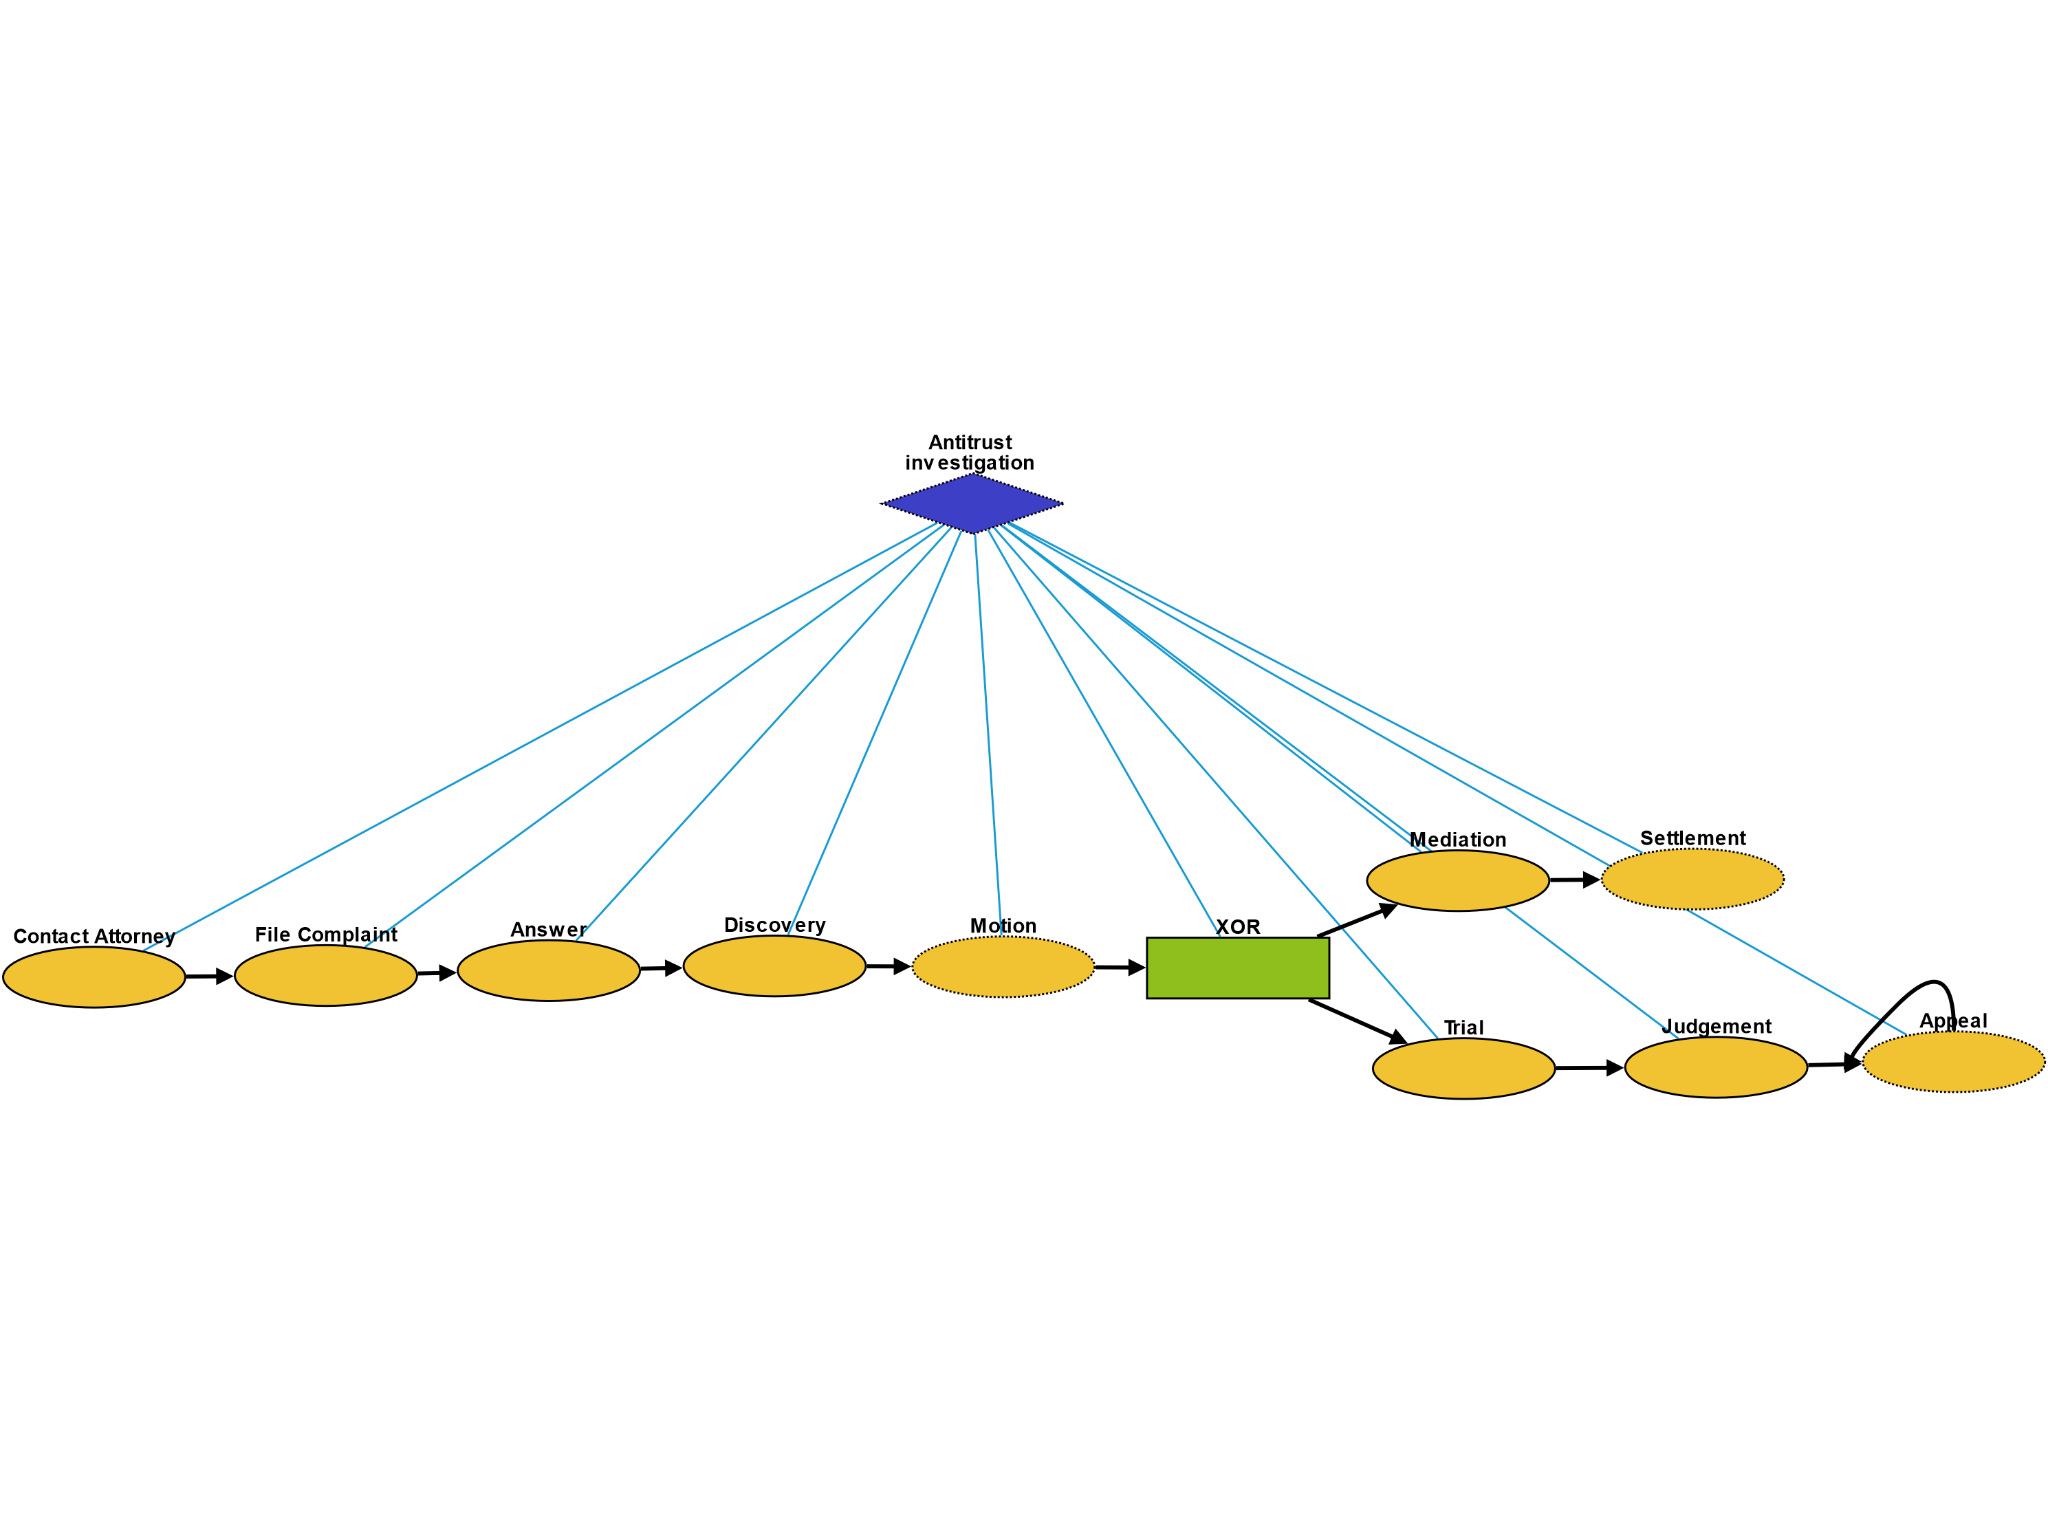 Antitrust
investigation
Mediation
Settlement
Contact Attorney
File Complaint
Answer
Discovery
Motion
XOR
Trial
Judgement
Appeal